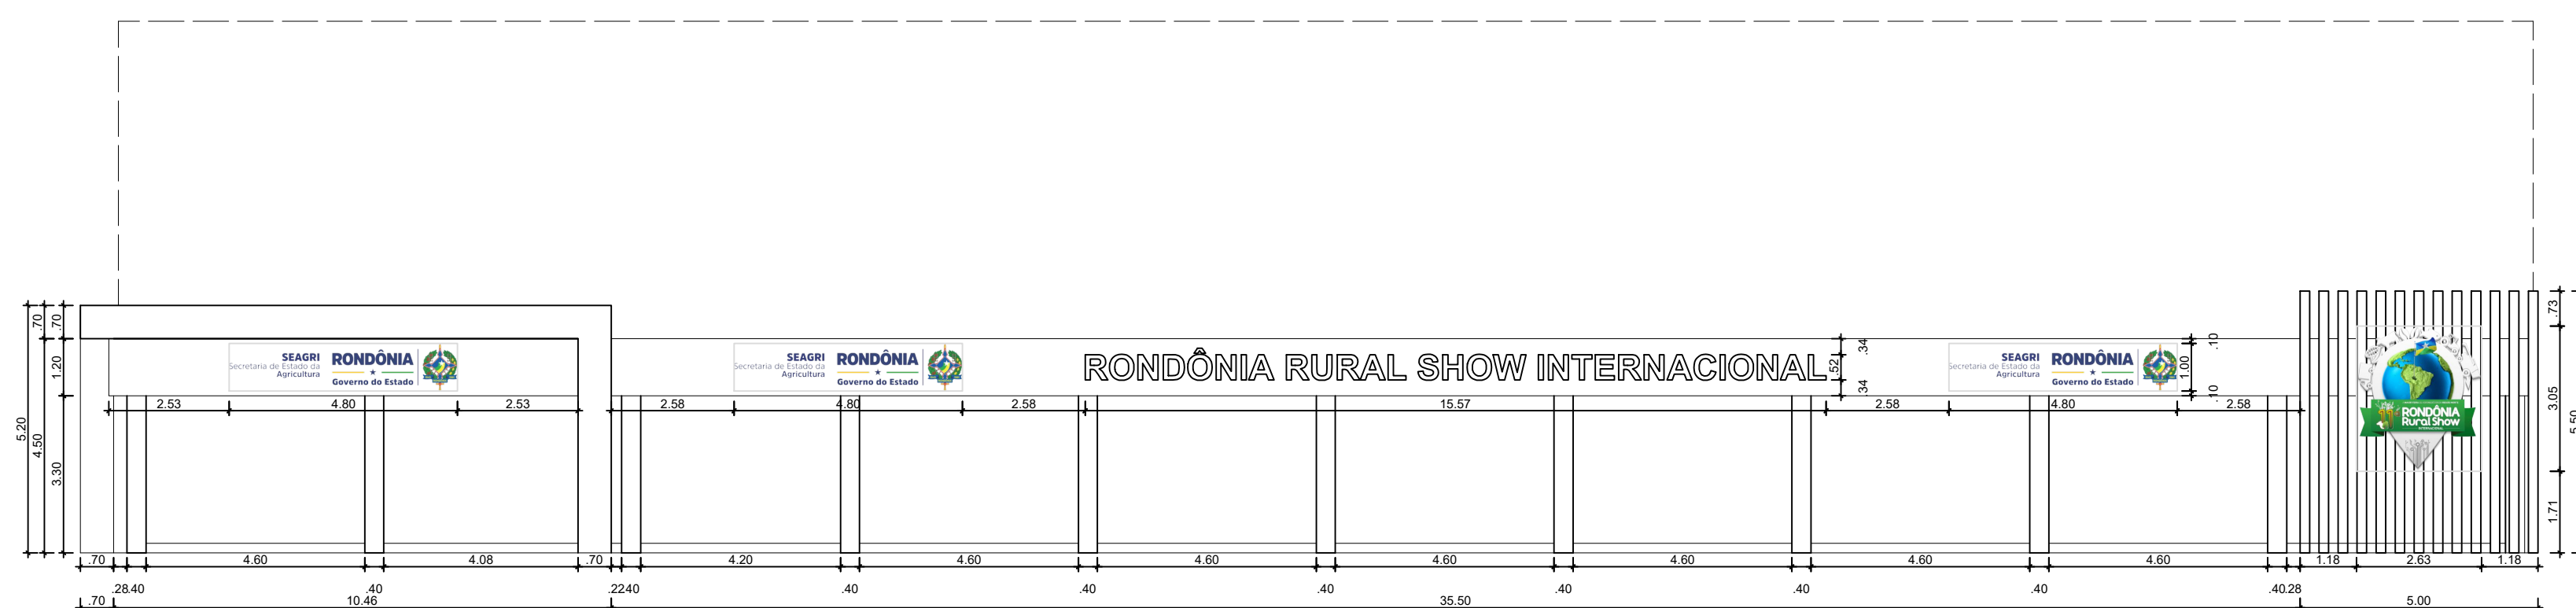 SEAGRI
Secretaria de Estado da
Agricultura
RONDÔNIA
Governo do Estado
SEAGRI
Secretaria de Estado da
Agricultura
RONDÔNIA
Governo do Estado
RONDÔNIA RURAL SHOW INTERNACIONAL
SEAGRI
Secretaria de Estado da
Agricultura
RONDÔNIA
Governo do Estado
11ª
RONDÔNIA
Rural Show
INTERNACIONAL
.70
.70
1.20
5.20
4.50
3.30
.34
.52
.34
.10
1.00
.10
.73
3.05
5.50
1.71
2.53 4.80 2.53 2.58 4.80 2.58 15.57 2.58 4.80 2.58
.70 4.60 4.08 .70 4.20 4.60 4.60 4.60 4.60 4.60 4.60 1.18 2.63 1.18
.28 .40 .40 .22 .40 .40 .40 .40 .40 .40 .40 .40 .28
.70 10.46 35.50 5.00